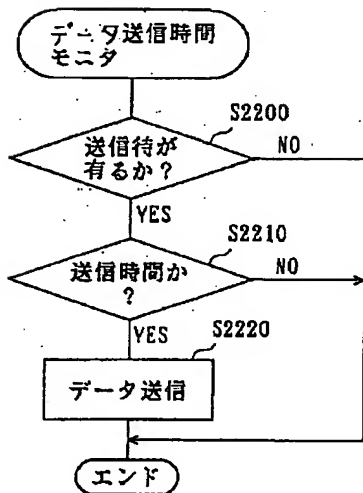 データ送信時間
モニタ
S2200
送信待が
有るか?
NO
YES
S2210
送信時間か
?
NO
YES
S2220
データ送信
エンド